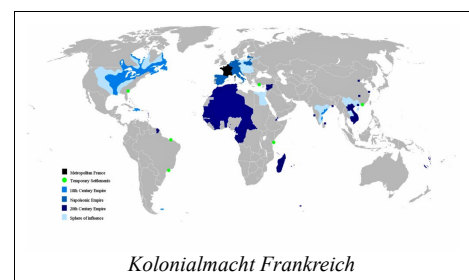 Metropolitan France
Temporary Settlements
18th Century Empire
Napoleonic Empire
20th Century Empire
Sphere of influence
Kolonialmacht Frankreich